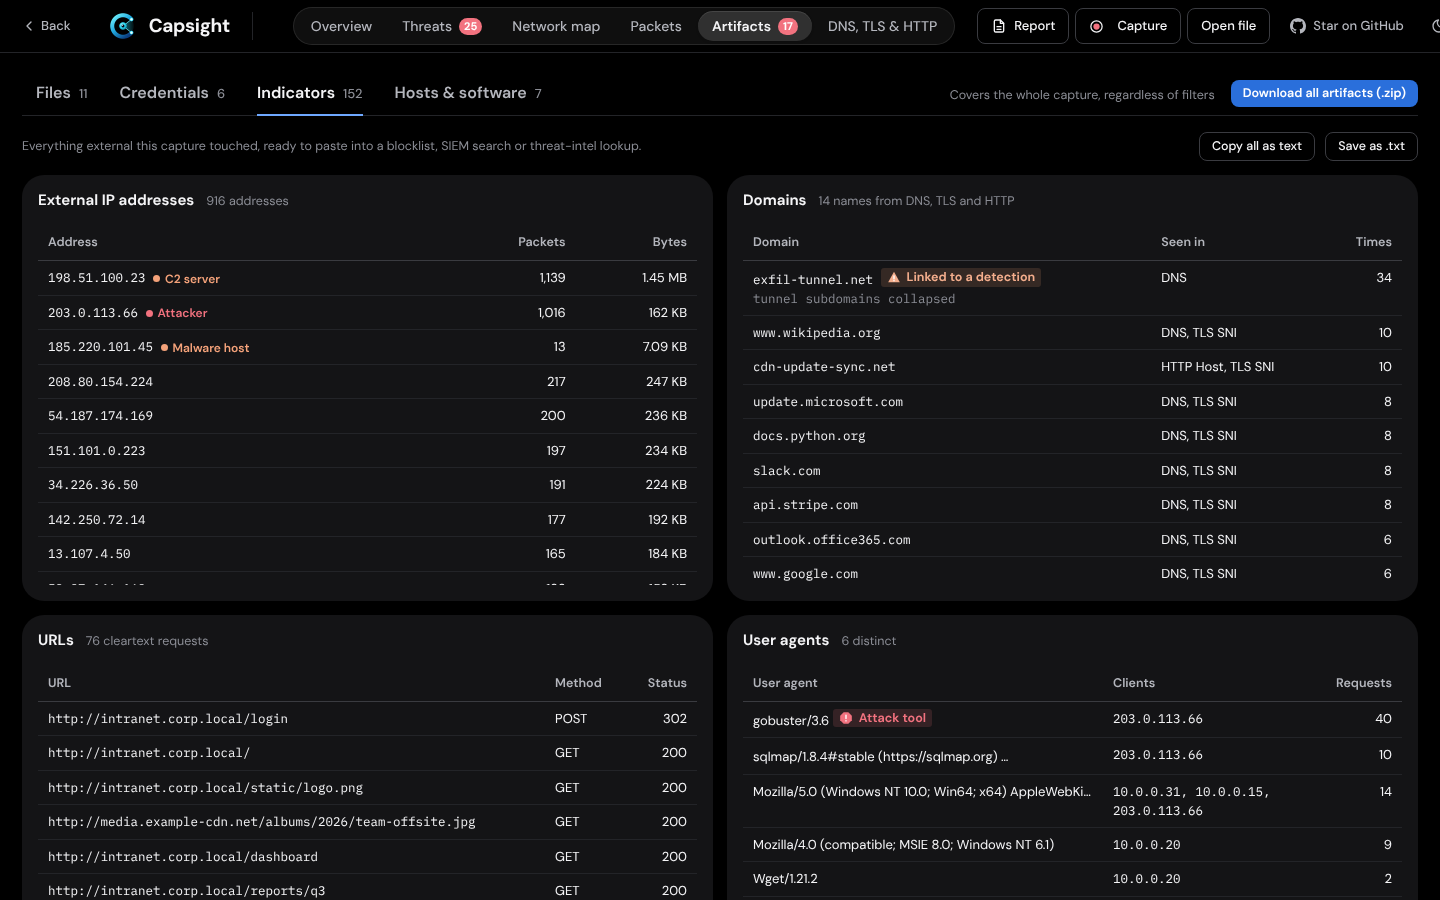 Back
Capsight
Overview
Threats 25
Network map
Packets
Artifacts 17
DNS, TLS & HTTP
Report
Capture
Open file
Star on GitHub
Files 11
Credentials 6
Indicators 152
Hosts & software 7
Covers the whole capture, regardless of filters
Download all artifacts (.zip)
Everything external this capture touched, ready to paste into a blocklist, SIEM search or threat-intel lookup.
Copy all as text
Save as .txt
External IP addresses 916 addresses
Address Packets Bytes
198.51.100.23 C2 server 1,139 1.45 MB
203.0.113.66 Attacker 1,016 162 KB
185.220.101.45 Malware host 13 7.09 KB
208.80.154.224 217 247 KB
54.187.174.169 200 236 KB
151.101.0.223 197 234 KB
34.226.36.50 191 224 KB
142.250.72.14 177 192 KB
13.107.4.50 165 184 KB
Domains 14 names from DNS, TLS and HTTP
Domain Seen in Times
exfil-tunnel.net Linked to a detection DNS 34
tunnel subdomains collapsed
www.wikipedia.org DNS, TLS SNI 10
cdn-update-sync.net HTTP Host, TLS SNI 10
update.microsoft.com DNS, TLS SNI 8
docs.python.org DNS, TLS SNI 8
slack.com DNS, TLS SNI 8
api.stripe.com DNS, TLS SNI 8
outlook.office365.com DNS, TLS SNI 6
www.google.com DNS, TLS SNI 6
URLs 76 cleartext requests
URL Method Status
http://intranet.corp.local/login POST 302
http://intranet.corp.local/ GET 200
http://intranet.corp.local/static/logo.png GET 200
http://media.example-cdn.net/albums/2026/team-offsite.jpg GET 200
http://intranet.corp.local/dashboard GET 200
http://intranet.corp.local/reports/q3 GET 200
User agents 6 distinct
User agent Clients Requests
gobuster/3.6 Attack tool 203.0.113.66 40
sqlmap/1.8.4#stable (https://sqlmap.org) … 203.0.113.66 10
Mozilla/5.0 (Windows NT 10.0; Win64; x64) AppleWebKi… 10.0.0.31, 10.0.0.15, 14
203.0.113.66
Mozilla/4.0 (compatible; MSIE 8.0; Windows NT 6.1) 10.0.0.20 9
Wget/1.21.2 10.0.0.20 2